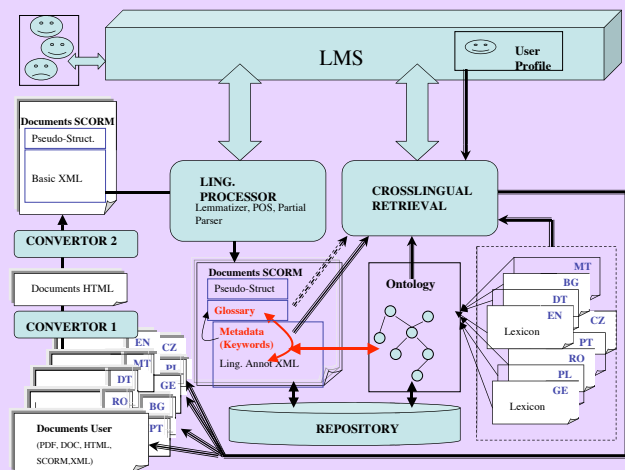 LMS
User
Profile
Documents SCORM
Pseudo-Struct.
Basic XML
LING.
PROCESSOR
Lemmatizer, POS, Partial
Parser
CROSSLINGUAL
RETRIEVAL
CONVERTOR 2
Documents HTML
CONVERTOR 1
Documents SCORM
Pseudo-Struct
Glossary
Metadata
(Keywords)
Ling. Annot XML
Ontology
MT
BG
DT
EN
Lexicon
CZ
PT
RO
PL
GE
Lexicon
EN
CZ
MT
PL
DT
GE
RO
BG
PT
Documents User
(PDF, DOC, HTML,
SCORM,XML)
REPOSITORY